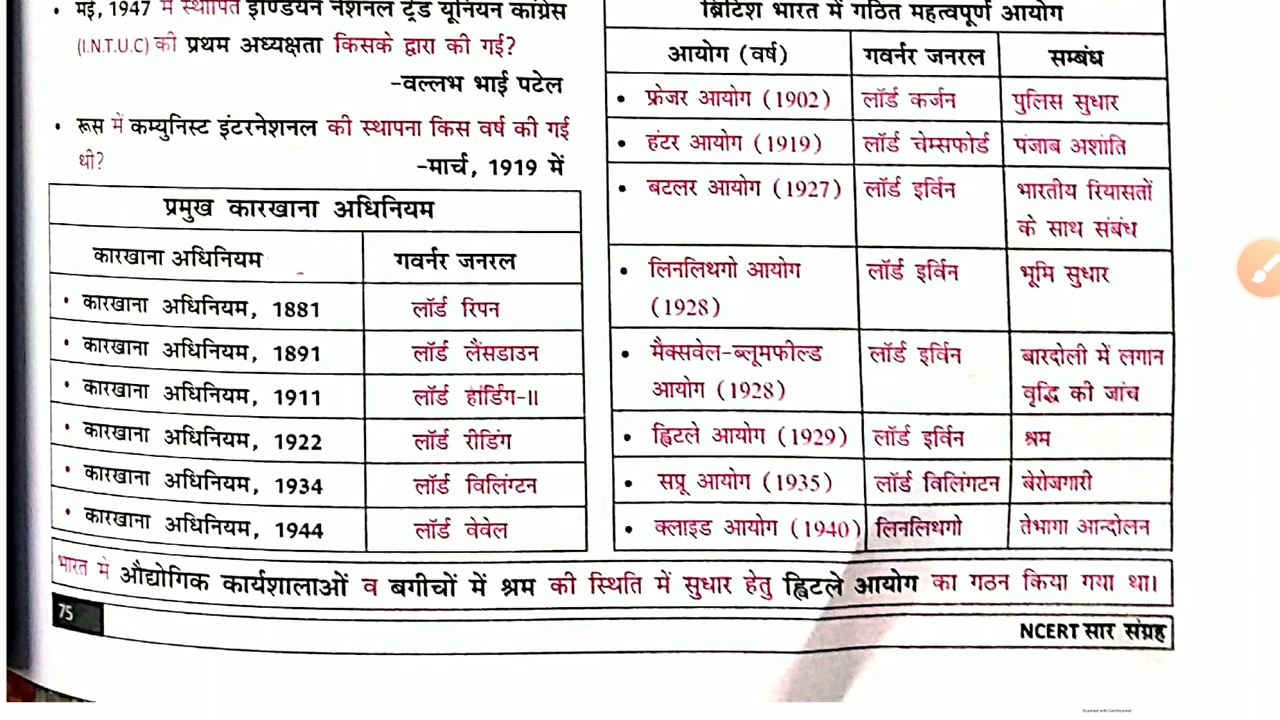 मई, 1947 में स्थापित इण्डियन नेशनल ट्रेड यूनियन कांग्रेस
(I.N.T.U.C) की प्रथम अध्यक्षता किसके द्वारा की गई?
-वल्लभ भाई पटेल
• रूस में कम्युनिस्ट इंटरनेशनल की स्थापना किस वर्ष की गई
थी?
-मार्च, 1919 में
प्रमुख कारखाना अधिनियम
कारखाना अधिनियम गवर्नर जनरल
• कारखाना अधिनियम, 1881 लॉर्ड रिपन
• कारखाना अधिनियम, 1891 लॉर्ड लैंसडाउन
• कारखाना अधिनियम, 1911 लॉर्ड हार्डिंग-II
• कारखाना अधिनियम, 1922 लॉर्ड रीडिंग
• कारखाना अधिनियम, 1934 लॉर्ड विलिंग्टन
• कारखाना अधिनियम, 1944 लॉर्ड वेवेल
ब्रिटिश भारत में गठित महत्वपूर्ण आयोग
आयोग (वर्ष) गवर्नर जनरल सम्बंध
• फ्रेजर आयोग (1902) लॉर्ड कर्जन पुलिस सुधार
• हंटर आयोग (1919) लॉर्ड चेम्सफोर्ड पंजाब अशांति
• बटलर आयोग (1927) लॉर्ड इर्विन भारतीय रियासतों
के साथ संबंध
• लिनलिथगो आयोग लॉर्ड इर्विन भूमि सुधार
(1928)
• मैक्सवेल-ब्लूमफील्ड लॉर्ड इर्विन बारदोली में लगान
आयोग (1928) वृद्धि की जांच
• ह्विटले आयोग (1929) लॉर्ड इर्विन श्रम
• सप्रू आयोग (1935) लॉर्ड विलिंगटन बेरोजगारी
• क्लाइड आयोग (1940) लिनलिथगो तेभागा आन्दोलन
भारत में औद्योगिक कार्यशालाओं व बगीचों में श्रम की स्थिति में सुधार हेतु ह्विटले आयोग का गठन किया गया था।
75
NCERT सार संग्रह
Scanned with CamScanner